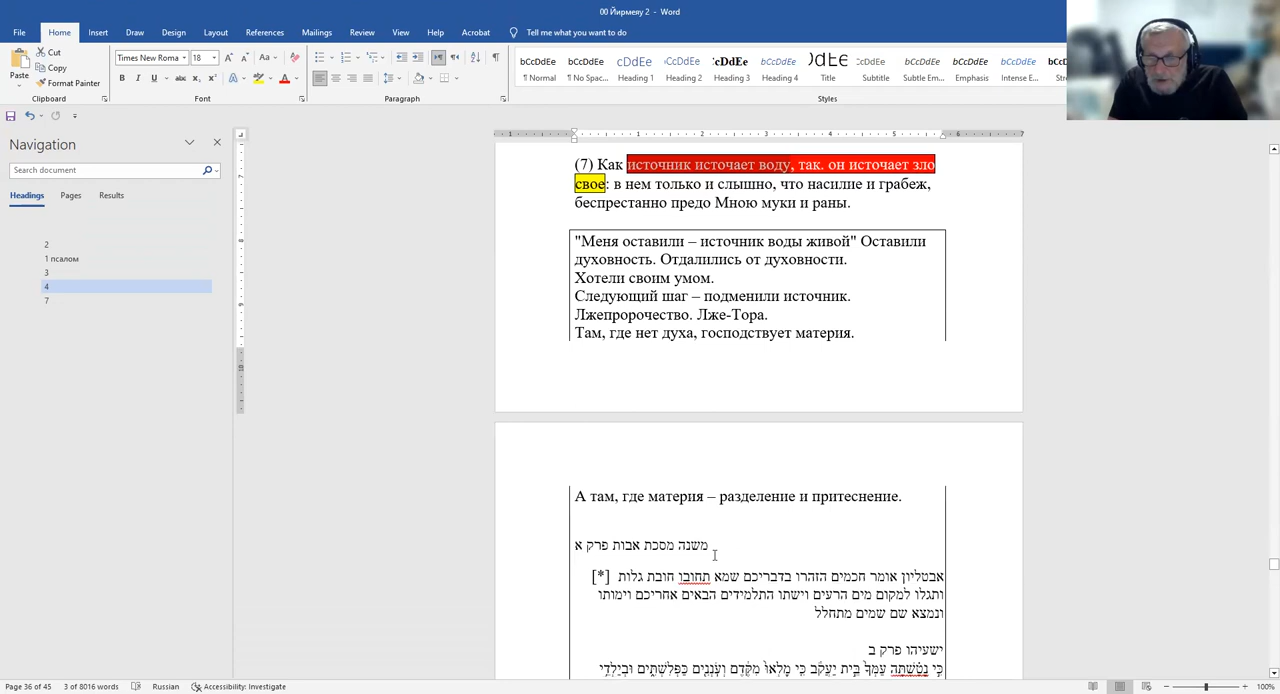 00 Йирмеяу 2 - Word
File Home Insert Draw Design Layout References Mailings Review View Help Acrobat Tell me what you want to do
Paste
Cut
Copy
Format Painter
Clipboard
Times New Roma 18
Font
Paragraph
AaBbCcDdEe
¶ Normal ¶ No Spac... Heading 1 Heading 2 Heading 3 Heading 4 Title Subtitle Subtle Em... Emphasis Intense E...
Styles
Navigation
Search document
Headings Pages Results
2
1 псалом
3
4
7
(7) Как источник источает воду, так. он источает зло
свое: в нем только и слышно, что насилие и грабеж,
беспрестанно предо Мною муки и раны.
"Меня оставили – источник воды живой" Оставили
духовность. Отдалились от духовности.
Хотели своим умом.
Следующий шаг – подменили источник.
Лжепророчество. Лже-Тора.
Там, где нет духа, господствует материя.
А там, где материя – разделение и притеснение.
משנה מסכת אבות פרק א
אבטליון אומר חכמים הזהרו בדבריכם שמא תחובו חובת גלות [*]
ותגלו למקום מים הרעים וישתו התלמידים הבאים אחריכם וימותו
ונמצא שם שמים מתחלל
ישעיהו פרק ב
כִּי נָטַשְׁתָּה עַמְּךָ בֵּית יַעֲקֹב כִּי מָלְאוּ מִקֶּדֶם וְעֹנְנִים כַּפְּלִשְׁתִּים וּבְיַלְדֵי
Page 36 of 45 3 of 8016 words Russian Accessibility: Investigate 100%